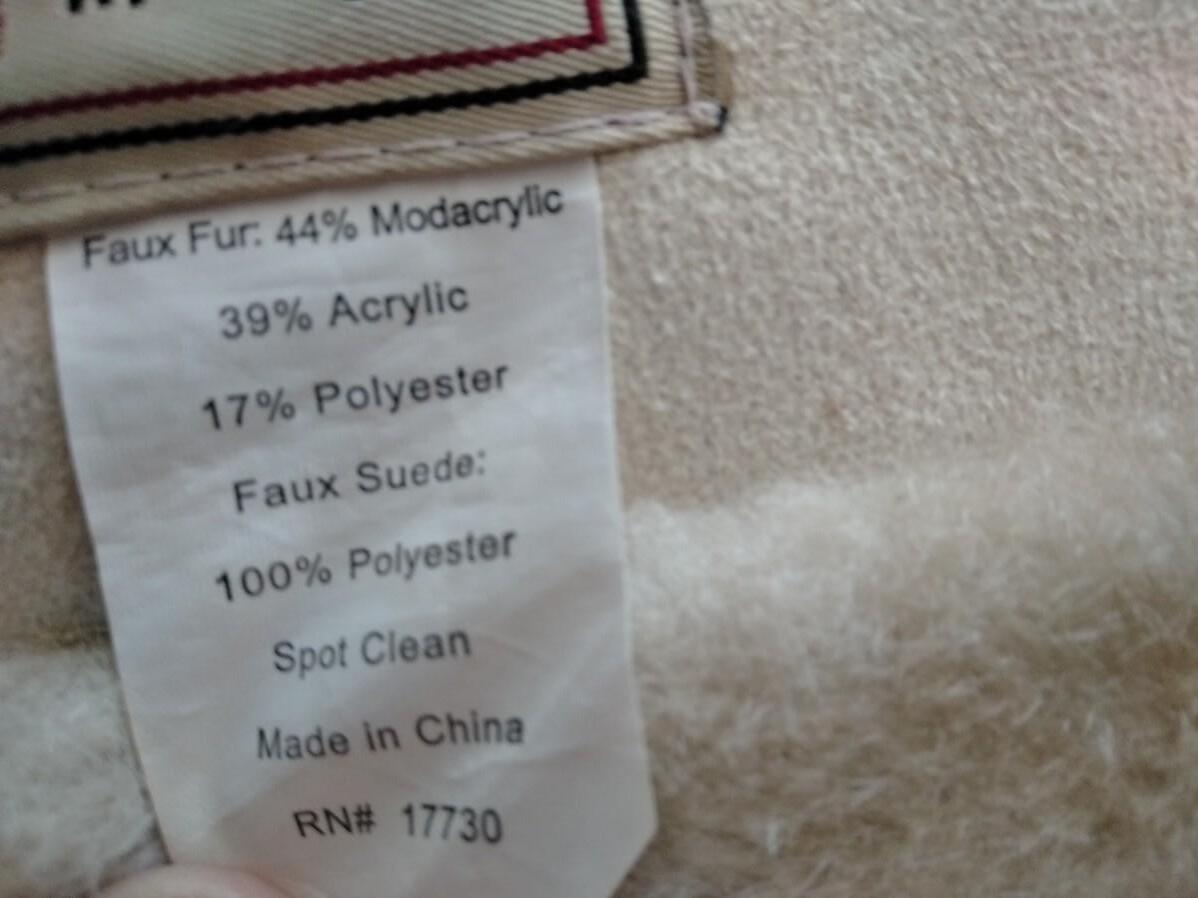 Faux Fur: 44% Modacrylic
39% Acrylic
17% Polyester
Faux Suede:
100% Polyester
Spot Clean
Made in China
RN# 17730